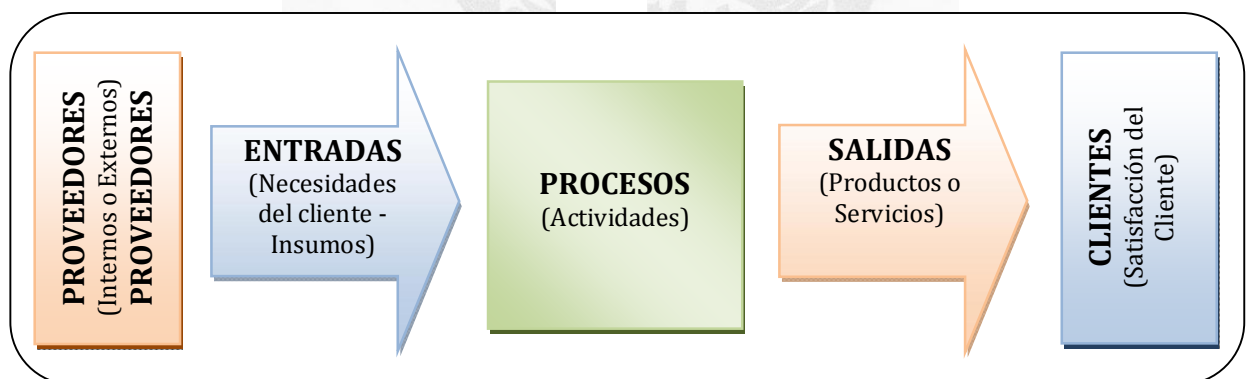 PROVEEDORES
(Internos o Externos)
PROVEEDORES
ENTRADAS
(Necesidades
del cliente -
Insumos)
PROCESOS
(Actividades)
SALIDAS
(Productos o
Servicios)
CLIENTES
(Satisfacción del
Cliente)